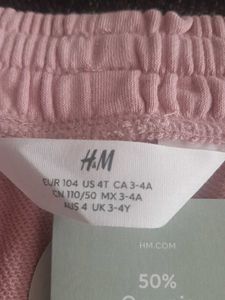 H&M
EUR 104 US 4T CA 3-4A
CN 110/50 MX 3-4A
AUS 4 UK 3-4Y
HM.COM
50%